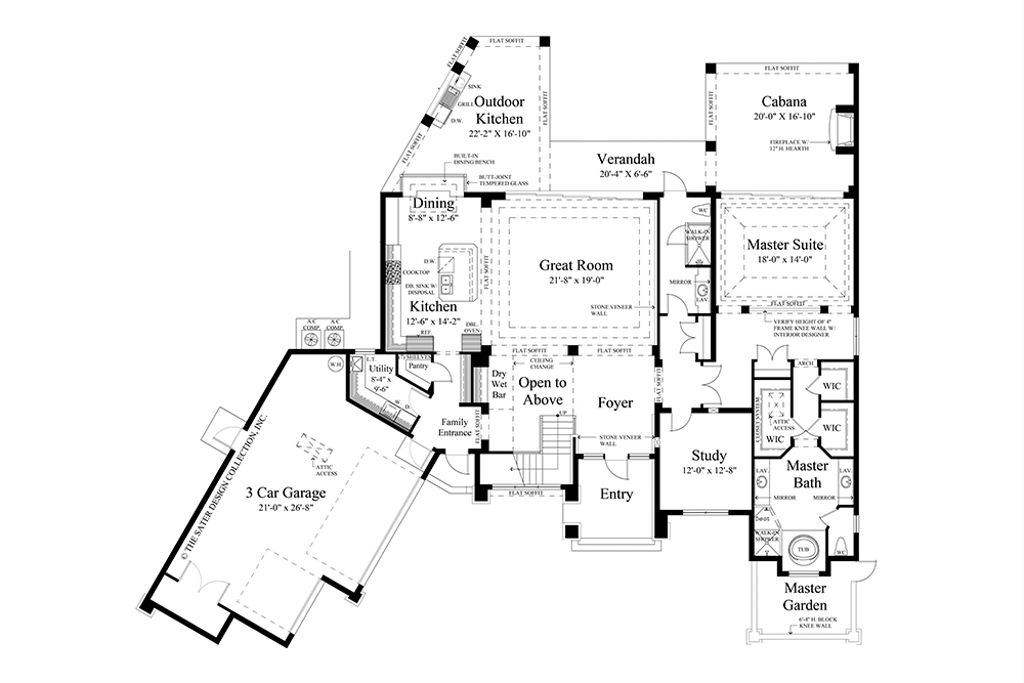 FLAT SOFFIT
FLAT SOFFIT
SINK
GRILL
D.W.
Outdoor
Kitchen
22'-2" X 16'-10"
FLAT SOFFIT
FLAT SOFFIT
FLAT SOFFIT
FLAT SOFFIT
Cabana
20'-0" X 16'-10"
FIREPLACE W/
12" H. HEARTH
BUILT-IN
DINING BENCH
BUTT-JOINT
TEMPERED GLASS
Verandah
20'-4" X 6'-6"
Dining
8'-8" X 12'-6"
WC
WALK-IN
SHOWER
Master Suite
18'-0" X 14'-0"
FLAT SOFFIT
D.W.
COOKTOP
DB. SINK W/
DISPOSAL
FLAT SOFFIT
Great Room
21'-8" X 19'-0"
STONE VENEER
WALL
MIRROR
LAV.
Kitchen
12'-6" X 14'-2"
REF.
DBL.
OVEN
FLAT SOFFIT
VERIFY HEIGHT OF 4"
FRAME KNEE WALL W/
INTERIOR DESIGNER
A/C
COMP.
A/C
COMP.
W.H.
L.T.
Utility
8'-4" X
9'-6"
W.
D.
SHELVES
Pantry
FLAT SOFFIT
FLAT SOFFIT
CEILING
CHANGE
Dry
Wet
Bar
Open to
Above
UP
Foyer
FLAT SOFFIT
ARCH
WIC
CLOSET SYSTEM
ATTIC
ACCESS
WIC
WIC
Family
Entrance
FLAT SOFFIT
STONE VENEER
WALL
Study
12'-0" X 12'-8"
LAV.
Master
Bath
LAV.
MIRROR
MIRROR
FLAT SOFFIT
Entry
ATTIC
ACCESS
3 Car Garage
21'-0" X 26'-8"
© THE SATER DESIGN COLLECTION, INC.
WALK-IN
SHOWER
TUB
WC
Master
Garden
6'-4" H. BLOCK
KNEE WALL